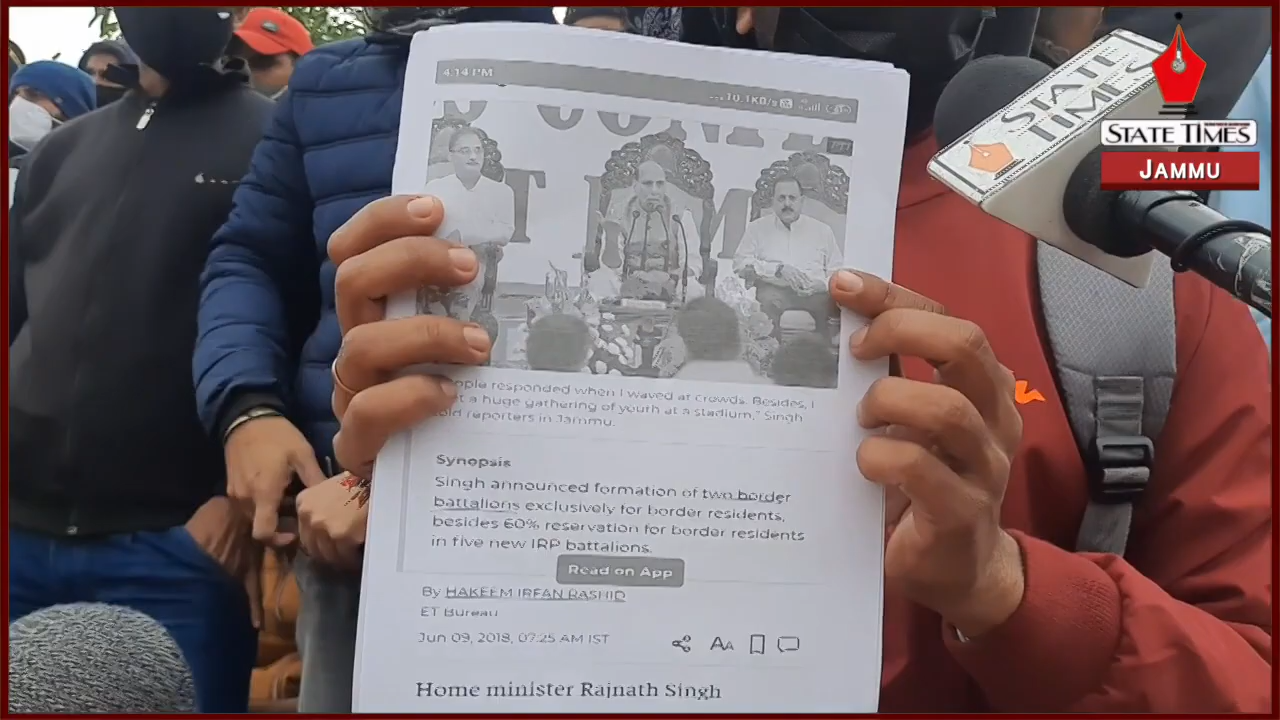 4:14 PM
...10.1KB/s
STATE
TIMES
STATE TIMES
JAMMU
ople responded when I waved at crowds. Besides, I
a huge gathering of youth at a stadium," Singh
told reporters in Jammu.
Synopsis
Singh announced formation of two border
battalions exclusively for border residents,
besides 60% reservation for border residents
in five new IRP battalions.
Read on App
By HAKEEM IRFAN RASHID
ET Bureau
Jun 09, 2018, 07:25 AM IST
AA
Home minister Rajnath Singh